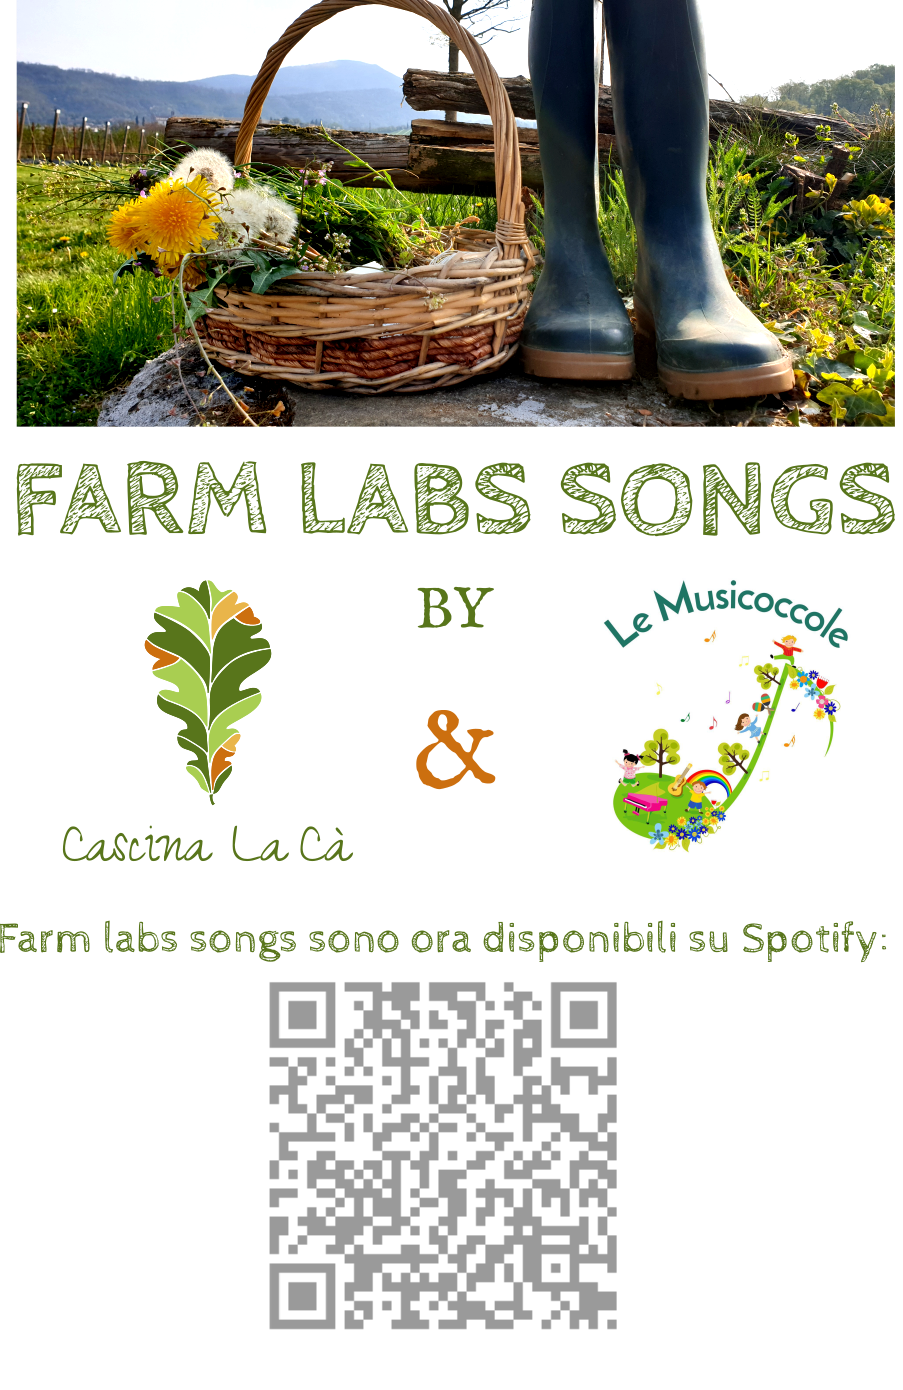 FARM LABS SONGS
BY
Le Musicoccole
&
Cascina La Cà
Farm labs songs sono ora disponibili su Spotify: